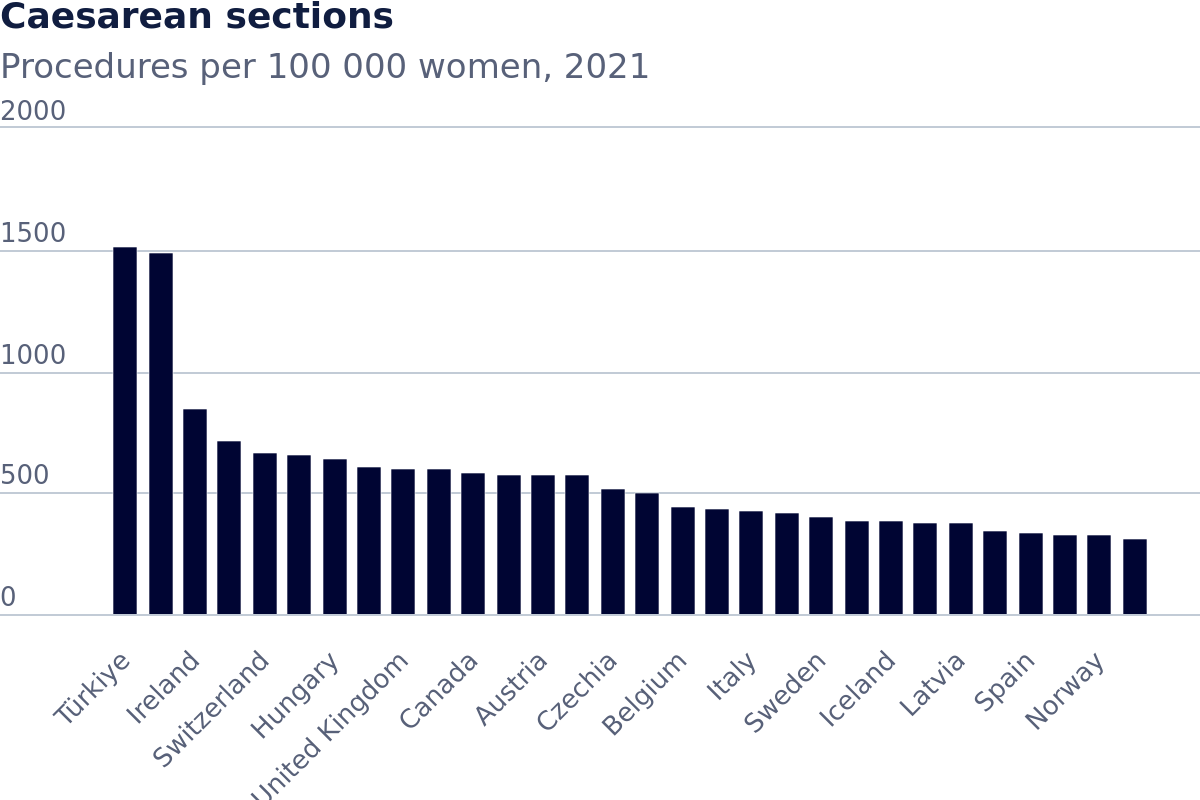 Caesarean sections
Procedures per 100 000 women, 2021
2000
1500
1000
500
0
Türkiye
Ireland
Switzerland
Hungary
United Kingdom
Canada
Austria
Czechia
Belgium
Italy
Sweden
Iceland
Latvia
Spain
Norway